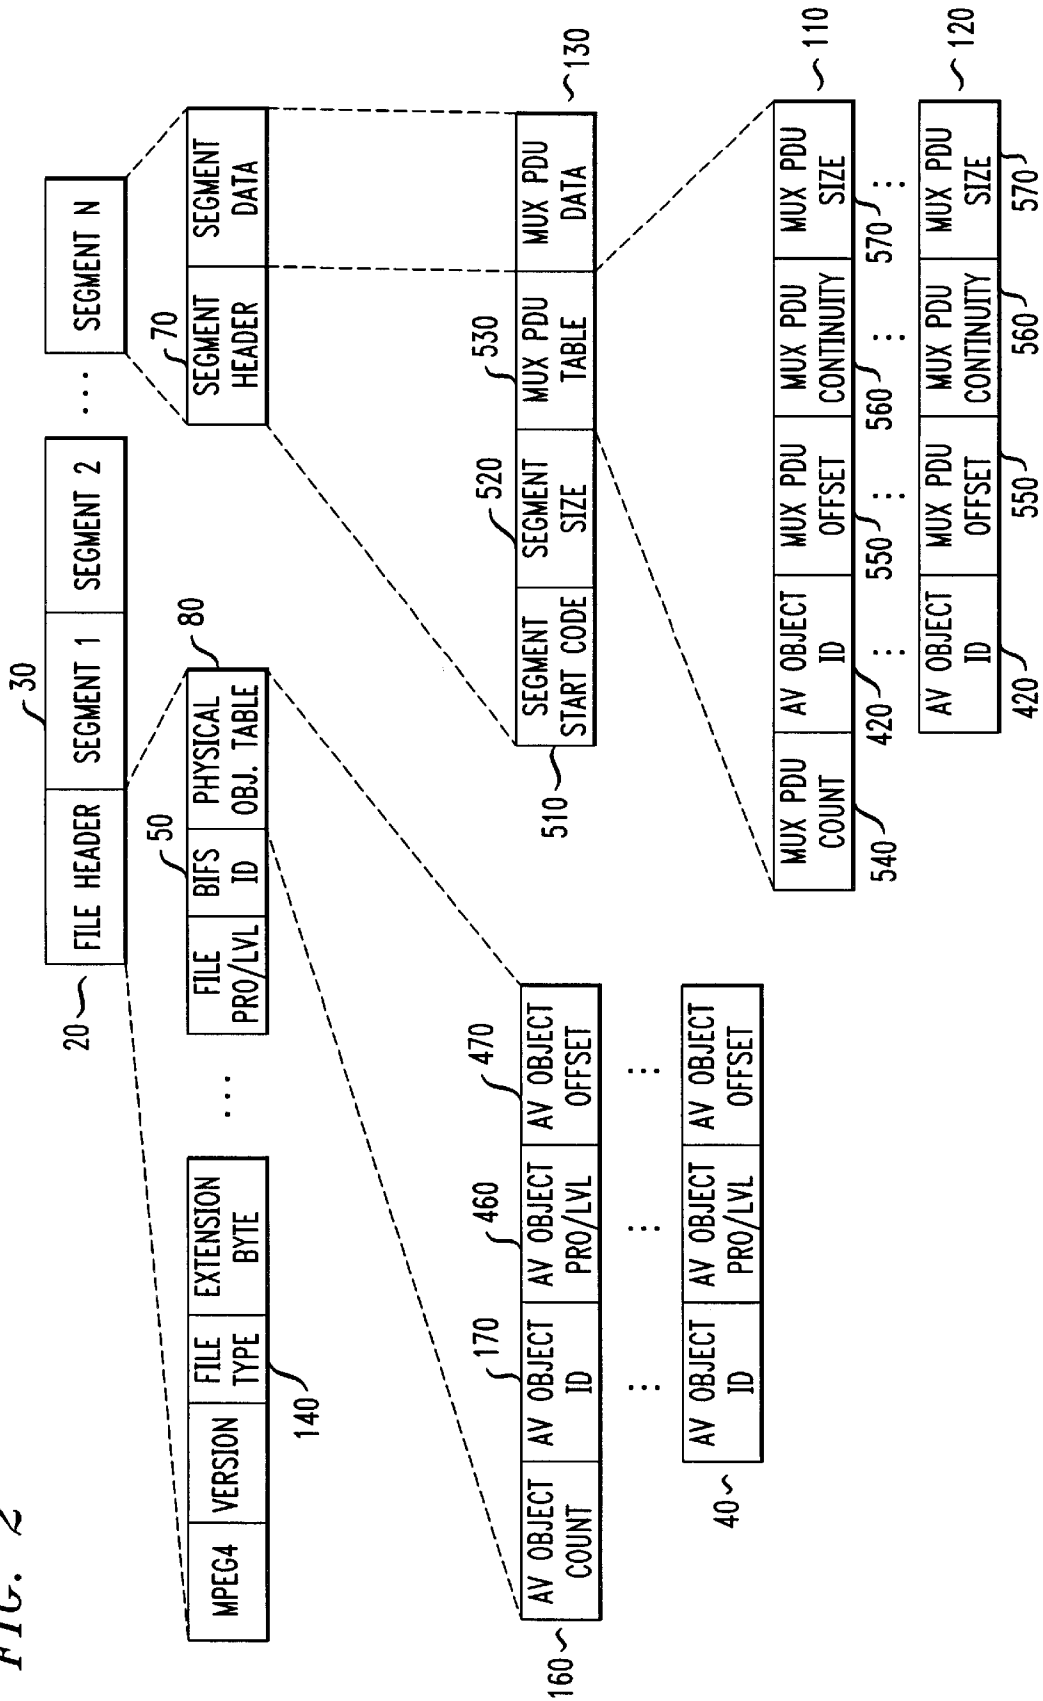 FIG. 2
30
FILE HEADER SEGMENT 1 SEGMENT 2 ... SEGMENT N
20
140
50
80
70
MPEG4 VERSION FILE TYPE EXTENSION BYTE ... FILE PRO/LVL BIFS ID PHYSICAL OBJ. TABLE
SEGMENT HEADER SEGMENT DATA
170 460 470
160
AV OBJECT COUNT AV OBJECT ID AV OBJECT PRO/LVL AV OBJECT OFFSET
... ... ...
40
AV OBJECT ID AV OBJECT PRO/LVL AV OBJECT OFFSET
510 520 530 130
SEGMENT START CODE SEGMENT SIZE MUX PDU TABLE MUX PDU DATA
110
MUX PDU COUNT AV OBJECT ID MUX PDU OFFSET MUX PDU CONTINUITY MUX PDU SIZE
540 420 ... 550 ... 560 ... 570 ...
120
AV OBJECT ID MUX PDU OFFSET MUX PDU CONTINUITY MUX PDU SIZE
420 550 560 570